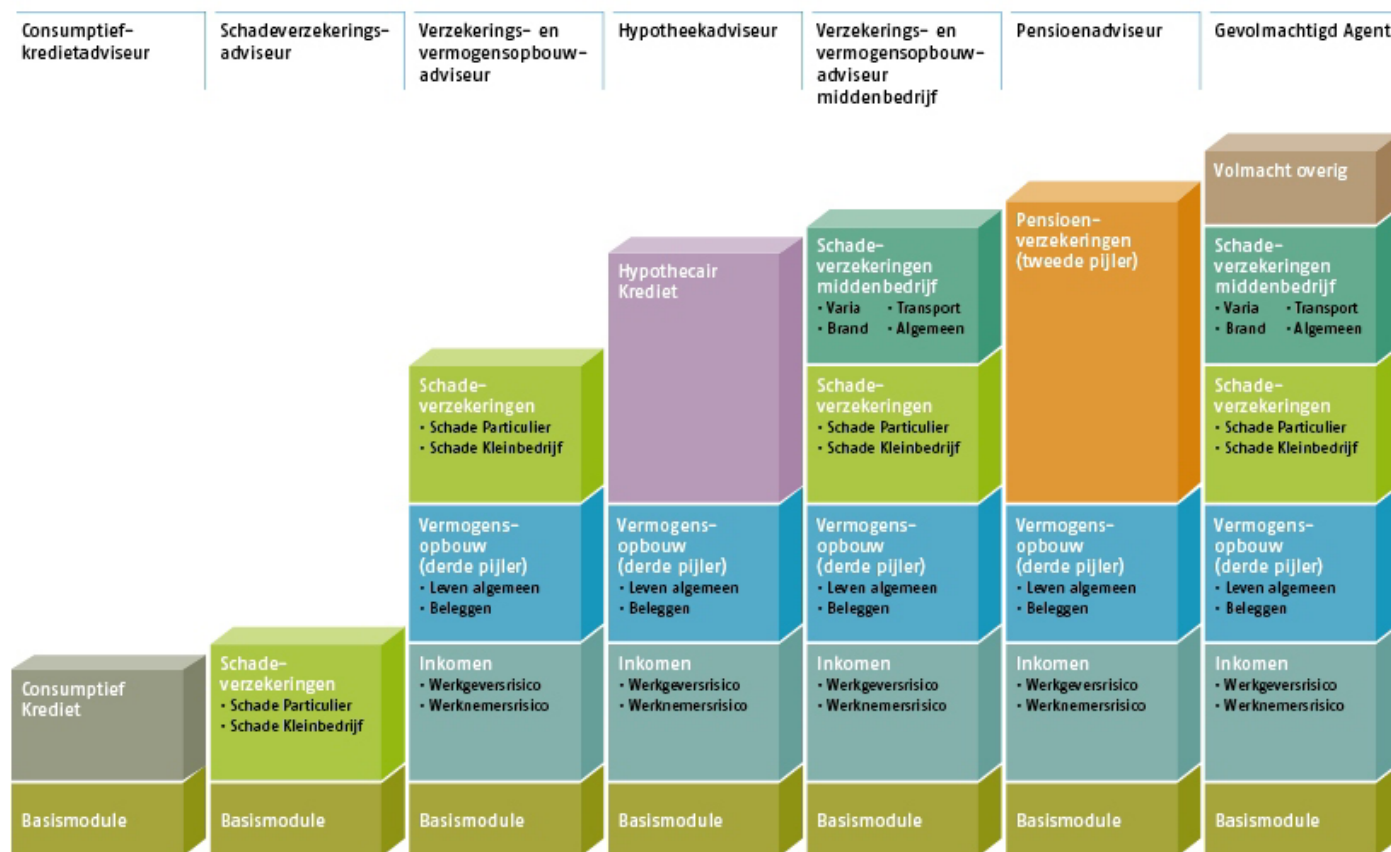 Consumptief-
kredietadviseur
Schadeverzekerings-
adviseur
Verzekerings- en
vermogensopbouw-
adviseur
Hypotheekadviseur
Verzekerings- en
vermogensopbouw-
adviseur
middenbedrijf
Pensioenadviseur
Gevolmachtigd Agent
Consumptief
Krediet
Basismodule
Schade-
verzekeringen
• Schade Particulier
• Schade Kleinbedrijf
Basismodule
Schade-
verzekeringen
• Schade Particulier
• Schade Kleinbedrijf
Vermogens-
opbouw
(derde pijler)
• Leven algemeen
• Beleggen
Inkomen
• Werkgeversrisico
• Werknemersrisico
Basismodule
Hypothecair
Krediet
Vermogens-
opbouw
(derde pijler)
• Leven algemeen
• Beleggen
Inkomen
• Werkgeversrisico
• Werknemersrisico
Basismodule
Schade-
verzekeringen
middenbedrijf
• Varia • Transport
• Brand • Algemeen
Schade-
verzekeringen
• Schade Particulier
• Schade Kleinbedrijf
Vermogens-
opbouw
(derde pijler)
• Leven algemeen
• Beleggen
Inkomen
• Werkgeversrisico
• Werknemersrisico
Basismodule
Pensioen-
verzekeringen
(tweede pijler)
Vermogens-
opbouw
(derde pijler)
• Leven algemeen
• Beleggen
Inkomen
• Werkgeversrisico
• Werknemersrisico
Basismodule
Volmacht overig
Schade-
verzekeringen
middenbedrijf
• Varia • Transport
• Brand • Algemeen
Schade-
verzekeringen
• Schade Particulier
• Schade Kleinbedrijf
Vermogens-
opbouw
(derde pijler)
• Leven algemeen
• Beleggen
Inkomen
• Werkgeversrisico
• Werknemersrisico
Basismodule